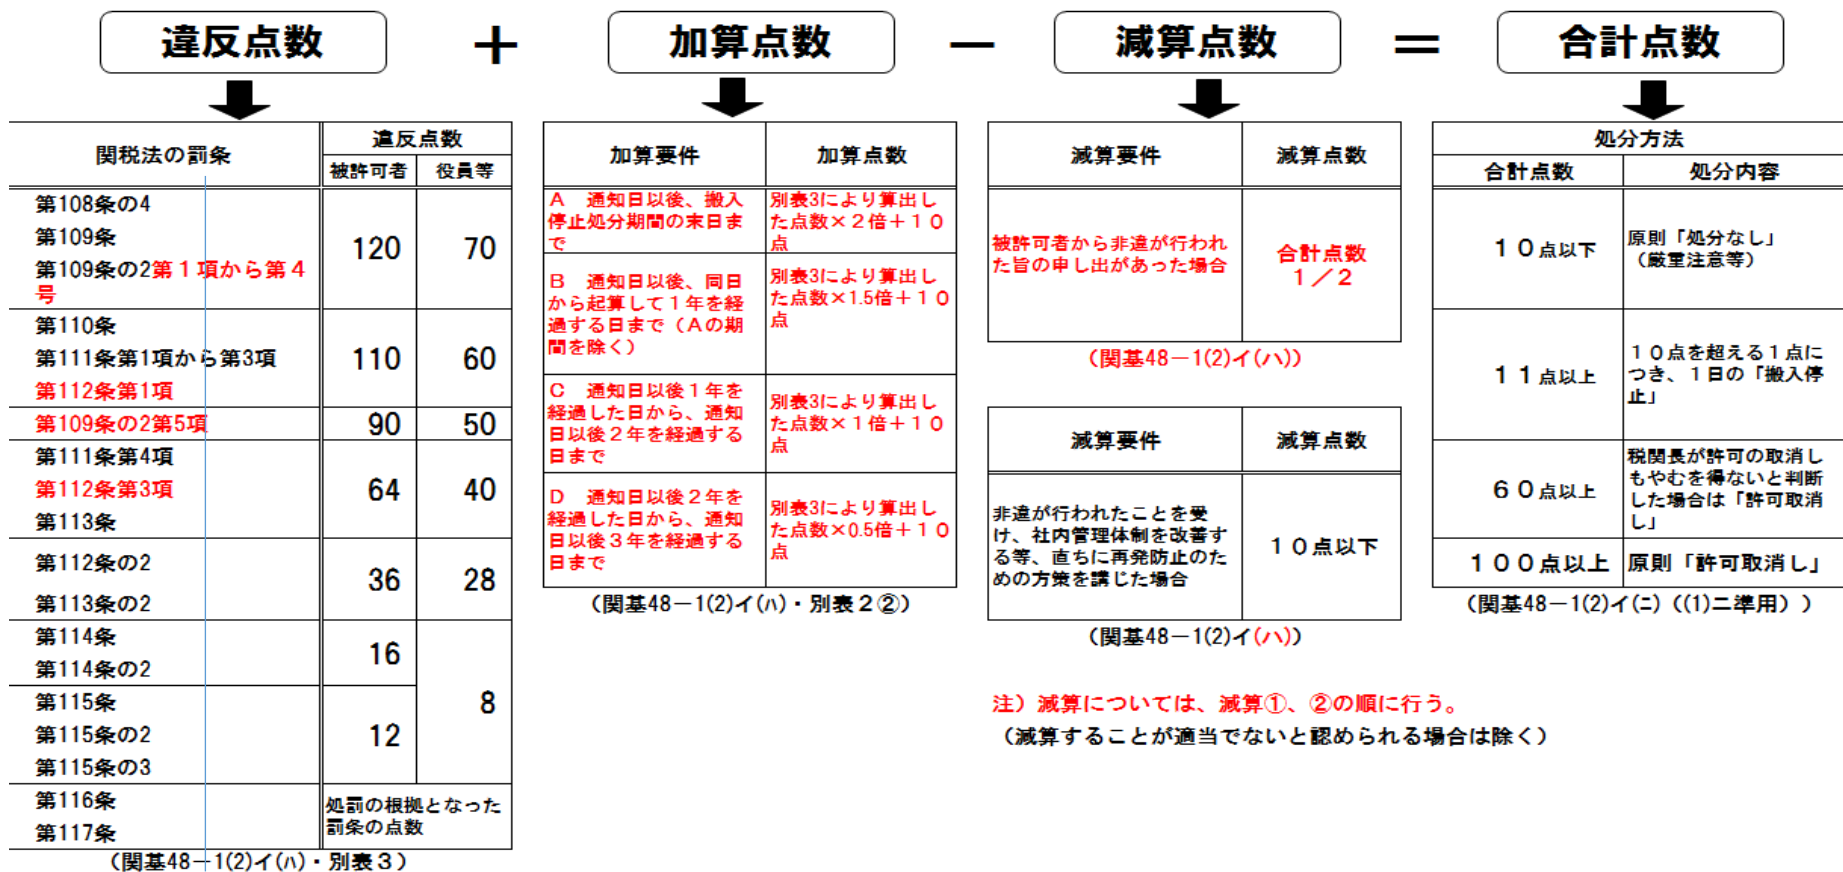 違反点数 ＋ 加算点数 － 減算点数 ＝ 合計点数
関税法の罰条
違反点数
被許可者 役員等
第108条の4
第109条
第109条の2第１項から第４
号
120 70
第110条
第111条第1項から第3項
第112条第1項
110 60
第109条の2第5項 90 50
第111条第4項
第112条第3項
第113条
64 40
第112条の2
第113条の2
36 28
第114条
第114条の2
16
第115条
第115条の2
第115条の3
12
8
第116条
第117条
処罰の根拠となった
罰条の点数
（関基48－1(2)イ(ﾊ)・別表３）
加算要件 加算点数
Ａ　通知日以後、搬入
停止処分期間の末日ま
で
別表3により算出し
た点数×２倍＋１０
点
Ｂ　通知日以後、同日
から起算して１年を経
過する日まで（Ａの期
間を除く）
別表3により算出し
た点数×1.5倍＋１０
点
Ｃ　通知日以後１年を
経過した日から、通知
日以後２年を経過する
日まで
別表3により算出し
た点数×１倍＋１０
点
Ｄ　通知日以後２年を
経過した日から、通知
日以後３年を経過する
日まで
別表3により算出し
た点数×0.5倍＋１０
点
（関基48－1(2)イ(ﾊ)・別表２②）
減算要件 減算点数
被許可者から非違が行われ
た旨の申し出があった場合
合計点数
１／２
（関基48－1(2)イ(ハ)）
減算要件 減算点数
非違が行われたことを受
け、社内管理体制を改善す
る等、直ちに再発防止のた
めの方策を講じた場合
１０点以下
（関基48－1(2)イ(ハ)）
注）減算については、減算①、②の順に行う。
（減算することが適当でないと認められる場合は除く）
処分方法
合計点数 処分内容
１０点以下
原則「処分なし」
（厳重注意等）
１１点以上
１０点を超える１点に
つき、１日の「搬入停
止」
６０点以上
税関長が許可の取消し
もやむを得ないと判断
した場合は「許可取消
し」
１００点以上 原則「許可取消し」
（関基48－1(2)イ(ﾆ)（(1)ニ準用））